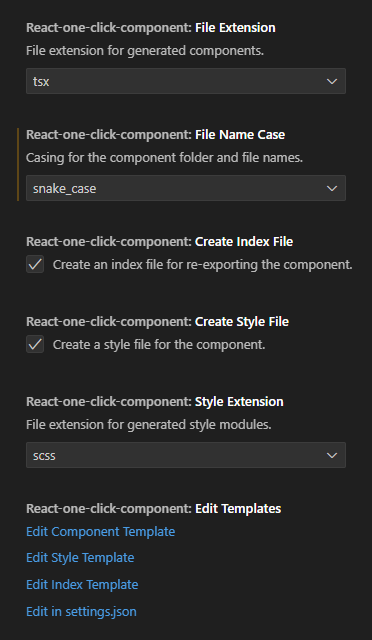 React-one-click-component: File Extension
File extension for generated components.
tsx
React-one-click-component: File Name Case
Casing for the component folder and file names.
snake_case
React-one-click-component: Create Index File
Create an index file for re-exporting the component.
React-one-click-component: Create Style File
Create a style file for the component.
React-one-click-component: Style Extension
File extension for generated style modules.
scss
React-one-click-component: Edit Templates
Edit Component Template
Edit Style Template
Edit Index Template
Edit in settings.json